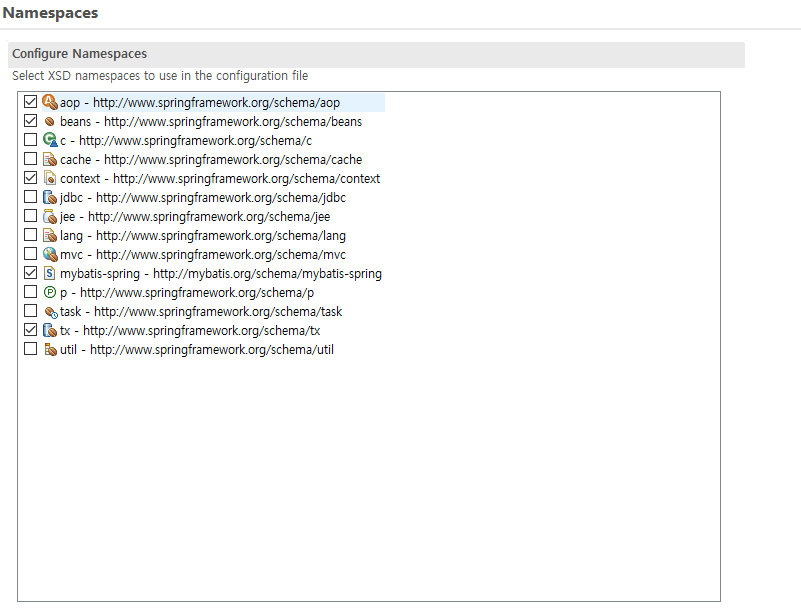 Namespaces
Configure Namespaces
Select XSD namespaces to use in the configuration file
aop - http://www.springframework.org/schema/aop
beans - http://www.springframework.org/schema/beans
c - http://www.springframework.org/schema/c
cache - http://www.springframework.org/schema/cache
context - http://www.springframework.org/schema/context
jdbc - http://www.springframework.org/schema/jdbc
jee - http://www.springframework.org/schema/jee
lang - http://www.springframework.org/schema/lang
mvc - http://www.springframework.org/schema/mvc
mybatis-spring - http://mybatis.org/schema/mybatis-spring
p - http://www.springframework.org/schema/p
task - http://www.springframework.org/schema/task
tx - http://www.springframework.org/schema/tx
util - http://www.springframework.org/schema/util